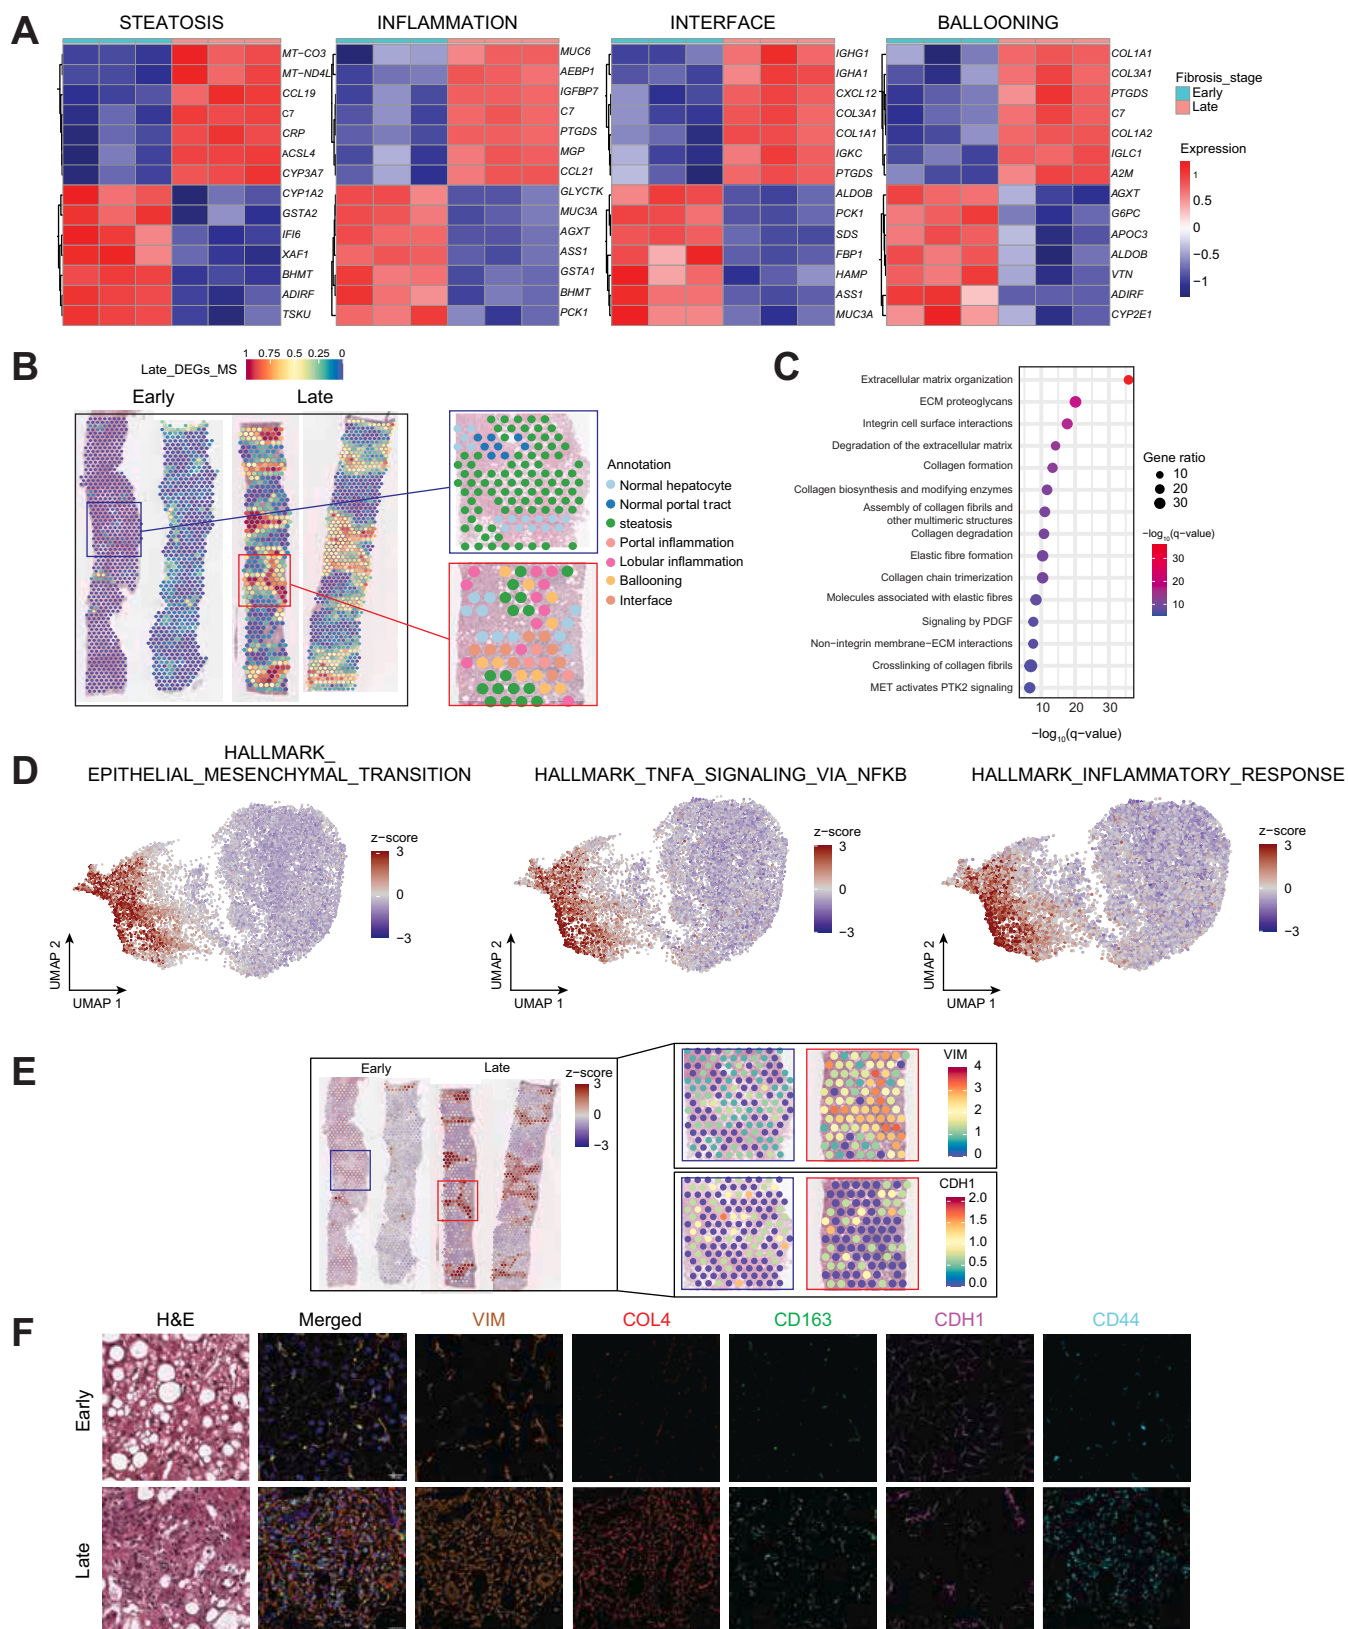 A
STEATOSIS
INFLAMMATION
INTERFACE
BALLOONING
MT−CO3
MT−ND4L
CCL19
C7
CRP
ACSL4
CYP3A7
CYP1A2
GSTA2
IFI6
XAF1
BHMT
ADIRF
TSKU
MUC6
AEBP1
IGFBP7
C7
PTGDS
MGP
CCL21
GLYCTK
MUC3A
AGXT
ASS1
GSTA1
BHMT
PCK1
IGHG1
IGHA1
CXCL12
COL3A1
COL1A1
IGKC
PTGDS
ALDOB
PCK1
SDS
FBP1
HAMP
ASS1
MUC3A
COL1A1
COL3A1
PTGDS
C7
COL1A2
IGLC1
A2M
AGXT
G6PC
APOC3
ALDOB
VTN
ADIRF
CYP2E1
Fibrosis_stage
Early
Late
Expression
1
0.5
0
−0.5
−1
B
Late_DEGs_MS
1 0.75 0.5 0.25 0
Early
Late
Annotation
Normal hepatocyte
Normal portal tract
steatosis
Portal inflammation
Lobular inflammation
Ballooning
Interface
C
Extracellular matrix organization
ECM proteoglycans
Integrin cell surface interactions
Degradation of the extracellular matrix
Collagen formation
Collagen biosynthesis and modifying enzymes
Assembly of collagen fibrils and
other multimeric structures
Collagen degradation
Elastic fibre formation
Collagen chain trimerization
Molecules associated with elastic fibres
Signaling by PDGF
Non−integrin membrane−ECM interactions
Crosslinking of collagen fibrils
MET activates PTK2 signaling
10 20 30
−log10(q−value)
Gene ratio
10
20
30
−log10(q−value)
30
20
10
D
HALLMARK_
EPITHELIAL_MESENCHYMAL_TRANSITION
z−score
3
0
−3
UMAP 2
UMAP 1
HALLMARK_TNFA_SIGNALING_VIA_NFKB
z−score
3
0
−3
UMAP 2
UMAP 1
HALLMARK_INFLAMMATORY_RESPONSE
z−score
3
0
−3
UMAP 2
UMAP 1
E
Early
Late
z−score
3
0
−3
VIM
4
3
2
1
0
CDH1
2.0
1.5
1.0
0.5
0.0
F
H&E
Merged
VIM
COL4
CD163
CDH1
CD44
Early
Late